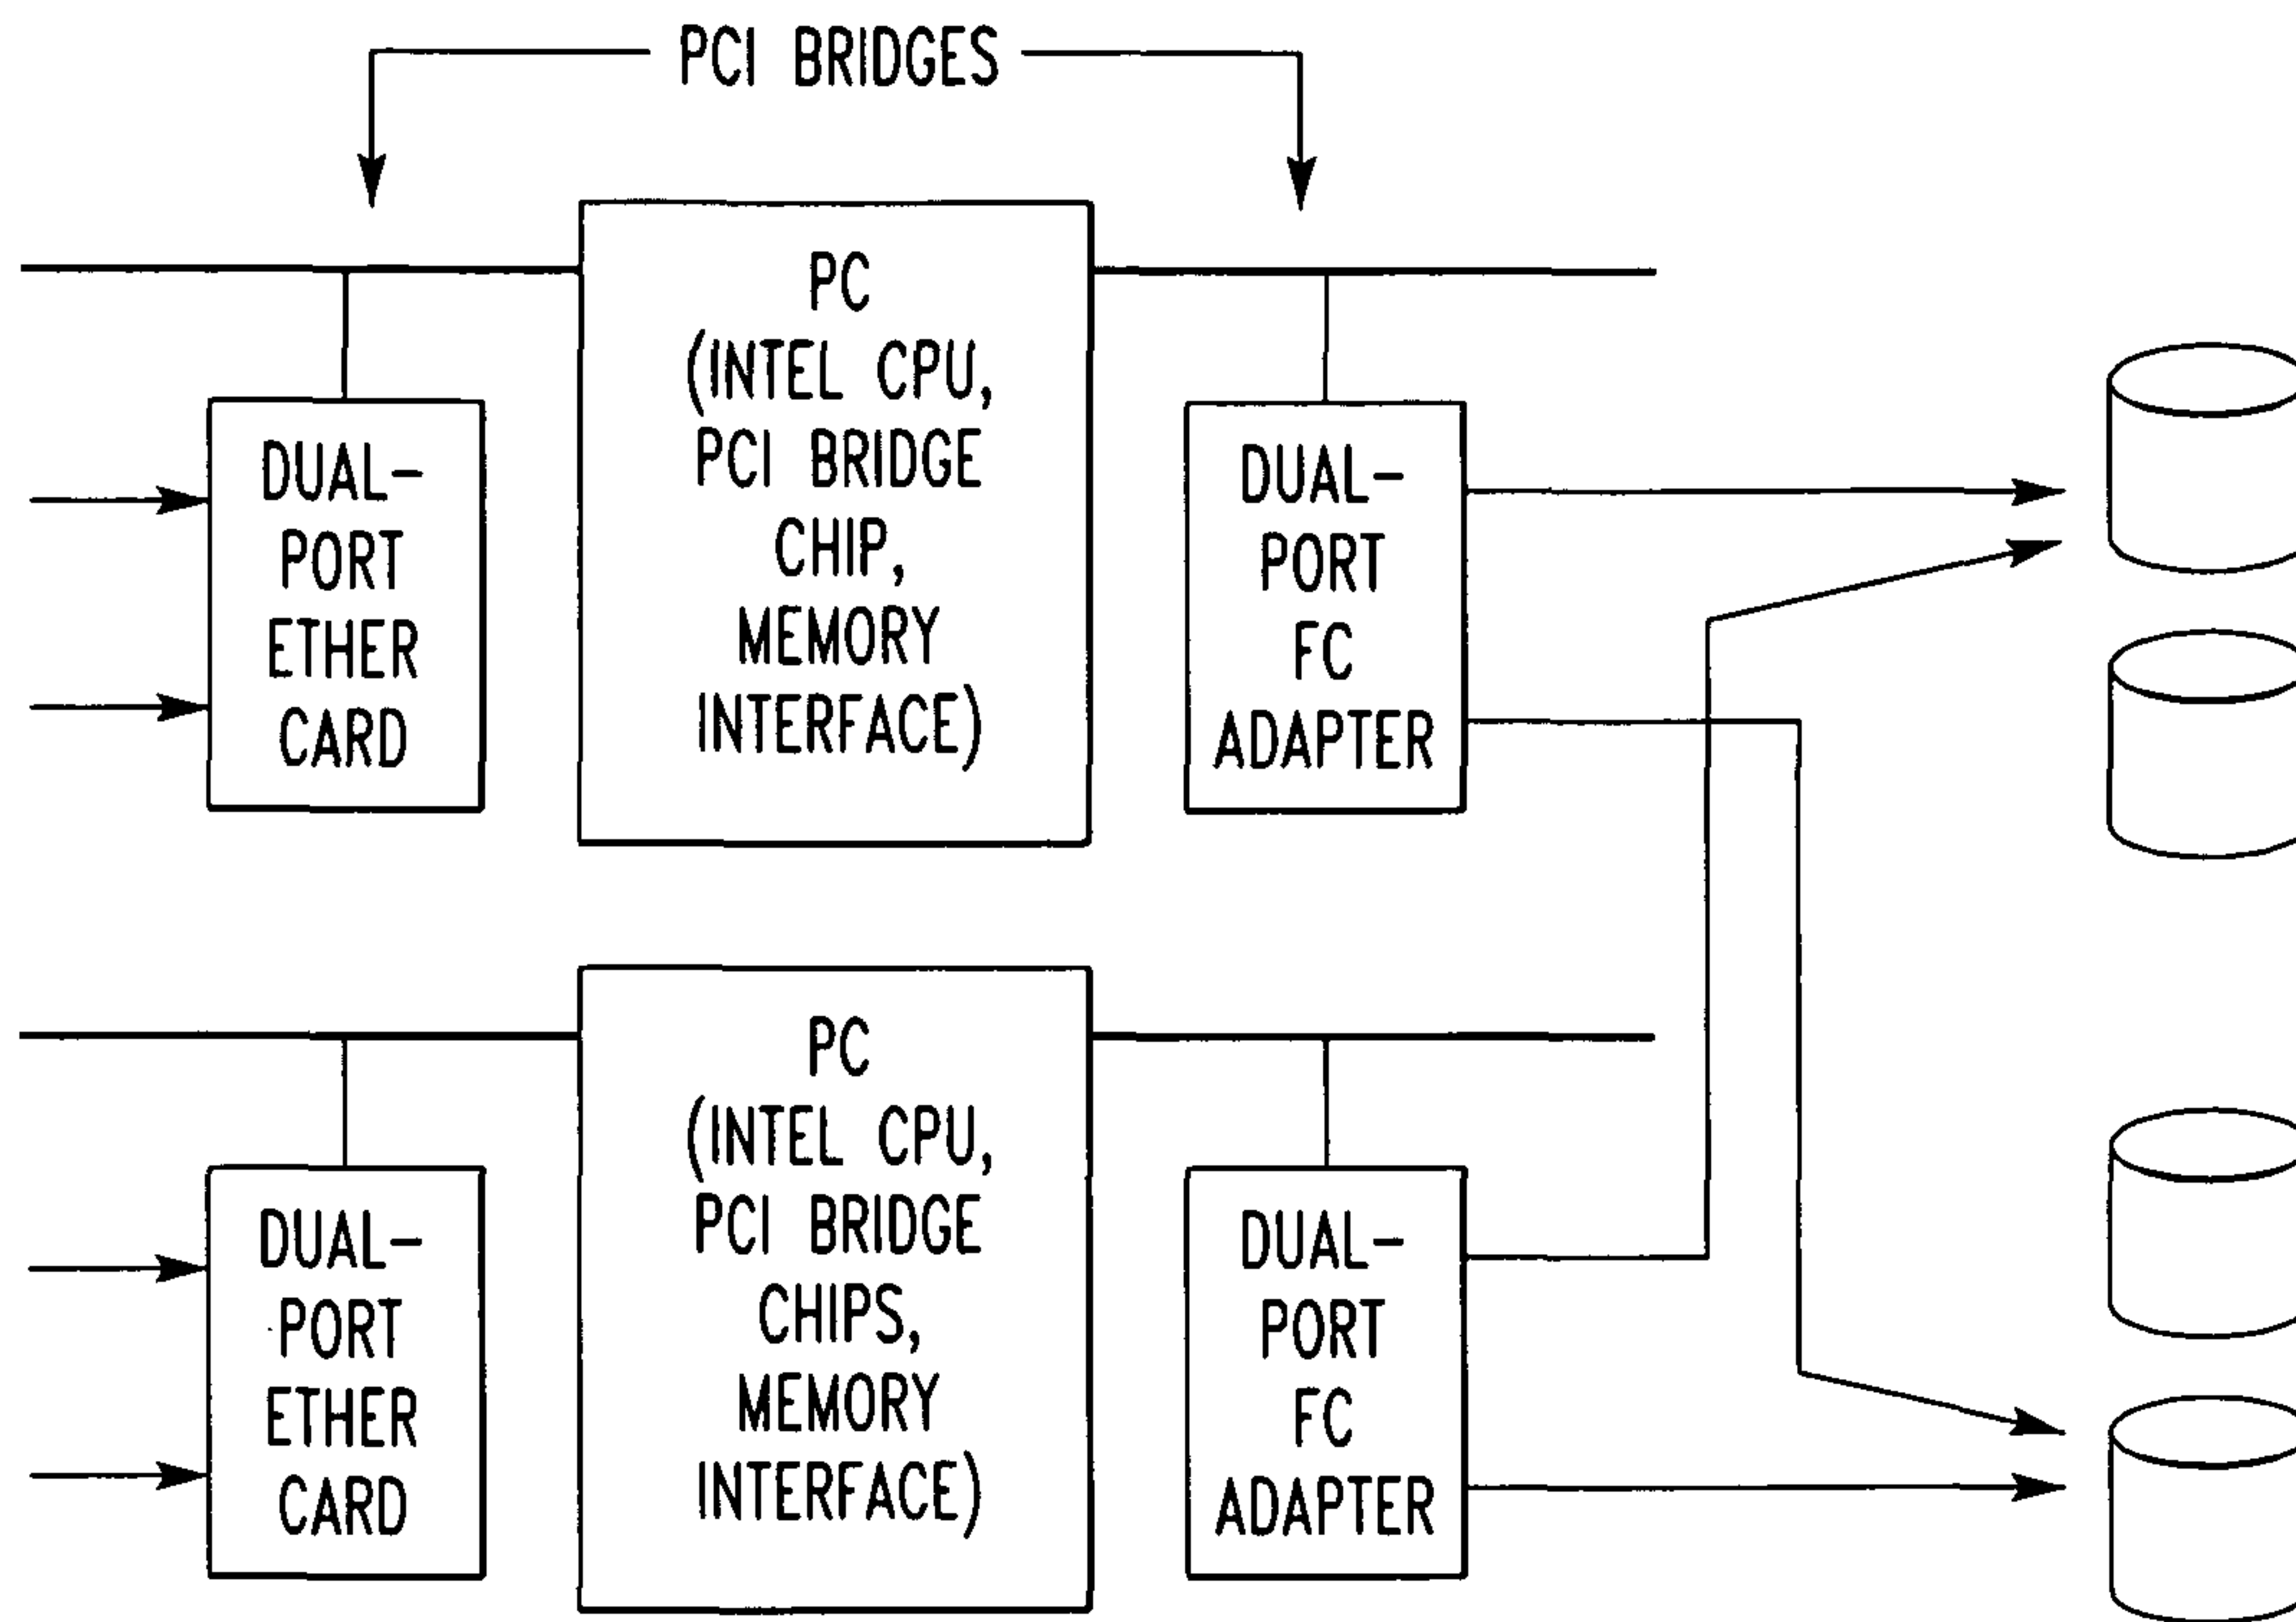 PCI BRIDGES
DUAL-
PORT
ETHER
CARD
PC
(INTEL CPU,
PCI BRIDGE
CHIP,
MEMORY
INTERFACE)
DUAL-
PORT
FC
ADAPTER
DUAL-
PORT
ETHER
CARD
PC
(INTEL CPU,
PCI BRIDGE
CHIPS,
MEMORY
INTERFACE)
DUAL-
PORT
FC
ADAPTER